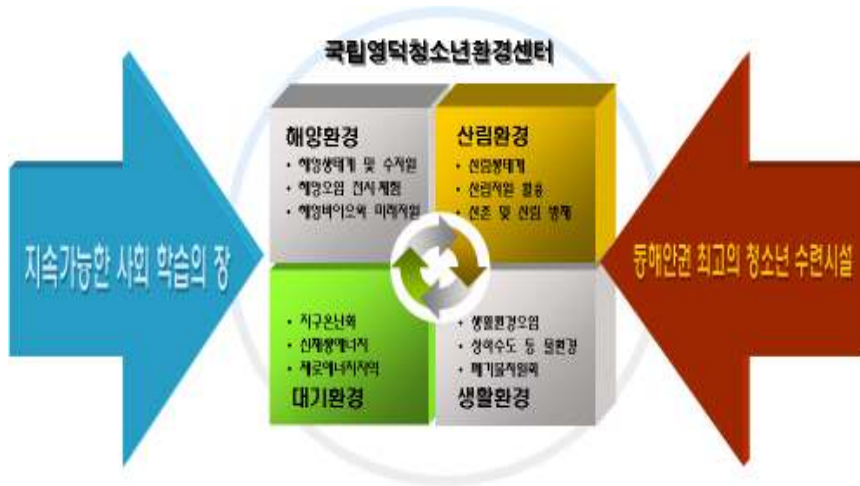 국립영덕청소년환경센터
지속가능한 사회 학습의 장
해양환경
• 해양생태계 및 수자원
• 해양오염 전시·체험
• 해양바이오와 미래자원
산림환경
• 산림생태계
• 산림자원 활용
• 산촌 및 산림 방재
• 지구온난화
• 신재생에너지
• 제로에너지지역
대기환경
• 생활환경오염
• 상하수도 등 물환경
• 폐기물자원화
생활환경
동해안권 최고의 청소년 수련시설